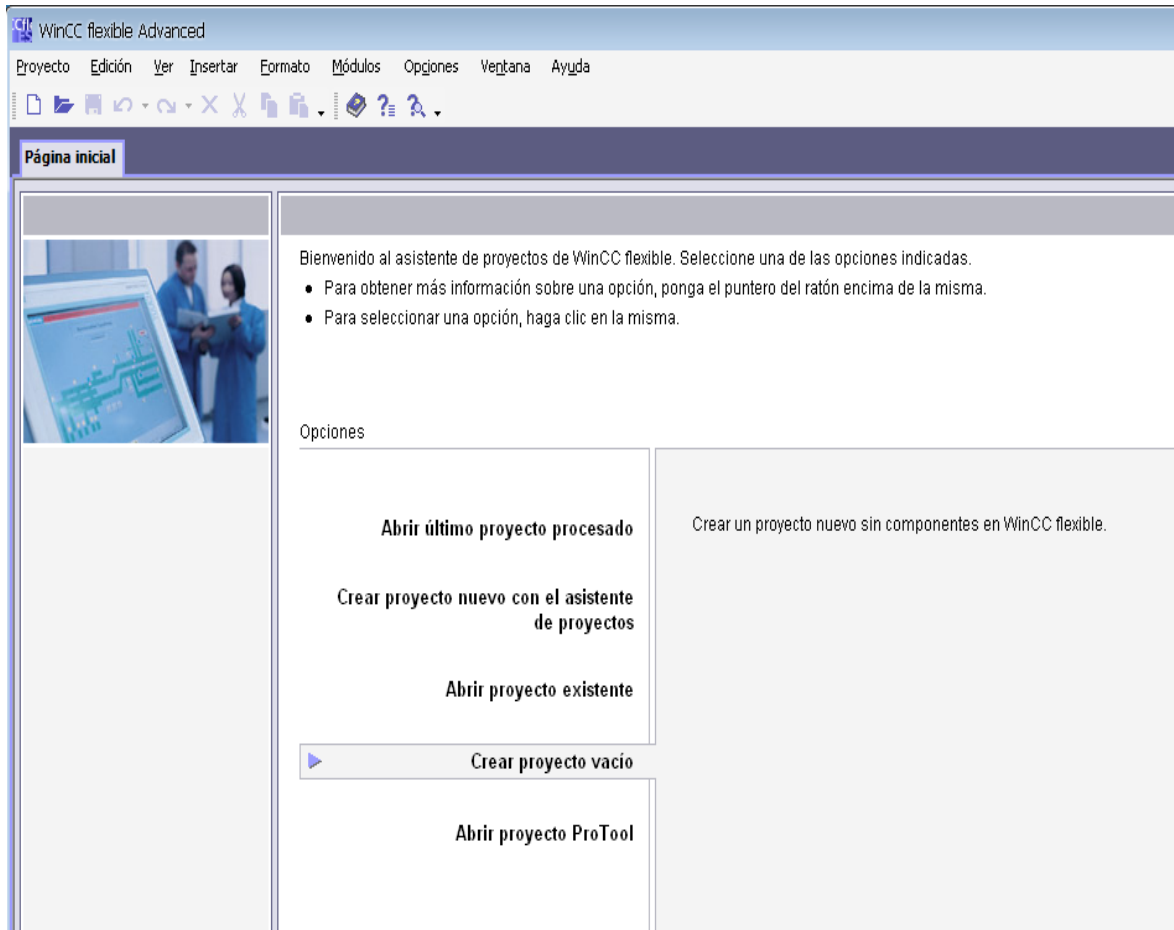 WinCC flexible Advanced
Proyecto Edición Ver Insertar Formato Módulos Opciones Ventana Ayuda
Página inicial
Bienvenido al asistente de proyectos de WinCC flexible. Seleccione una de las opciones indicadas.
• Para obtener más información sobre una opción, ponga el puntero del ratón encima de la misma.
• Para seleccionar una opción, haga clic en la misma.
Opciones
Abrir último proyecto procesado
Crear un proyecto nuevo sin componentes en WinCC flexible.
Crear proyecto nuevo con el asistente
de proyectos
Abrir proyecto existente
Crear proyecto vacío
Abrir proyecto ProTool